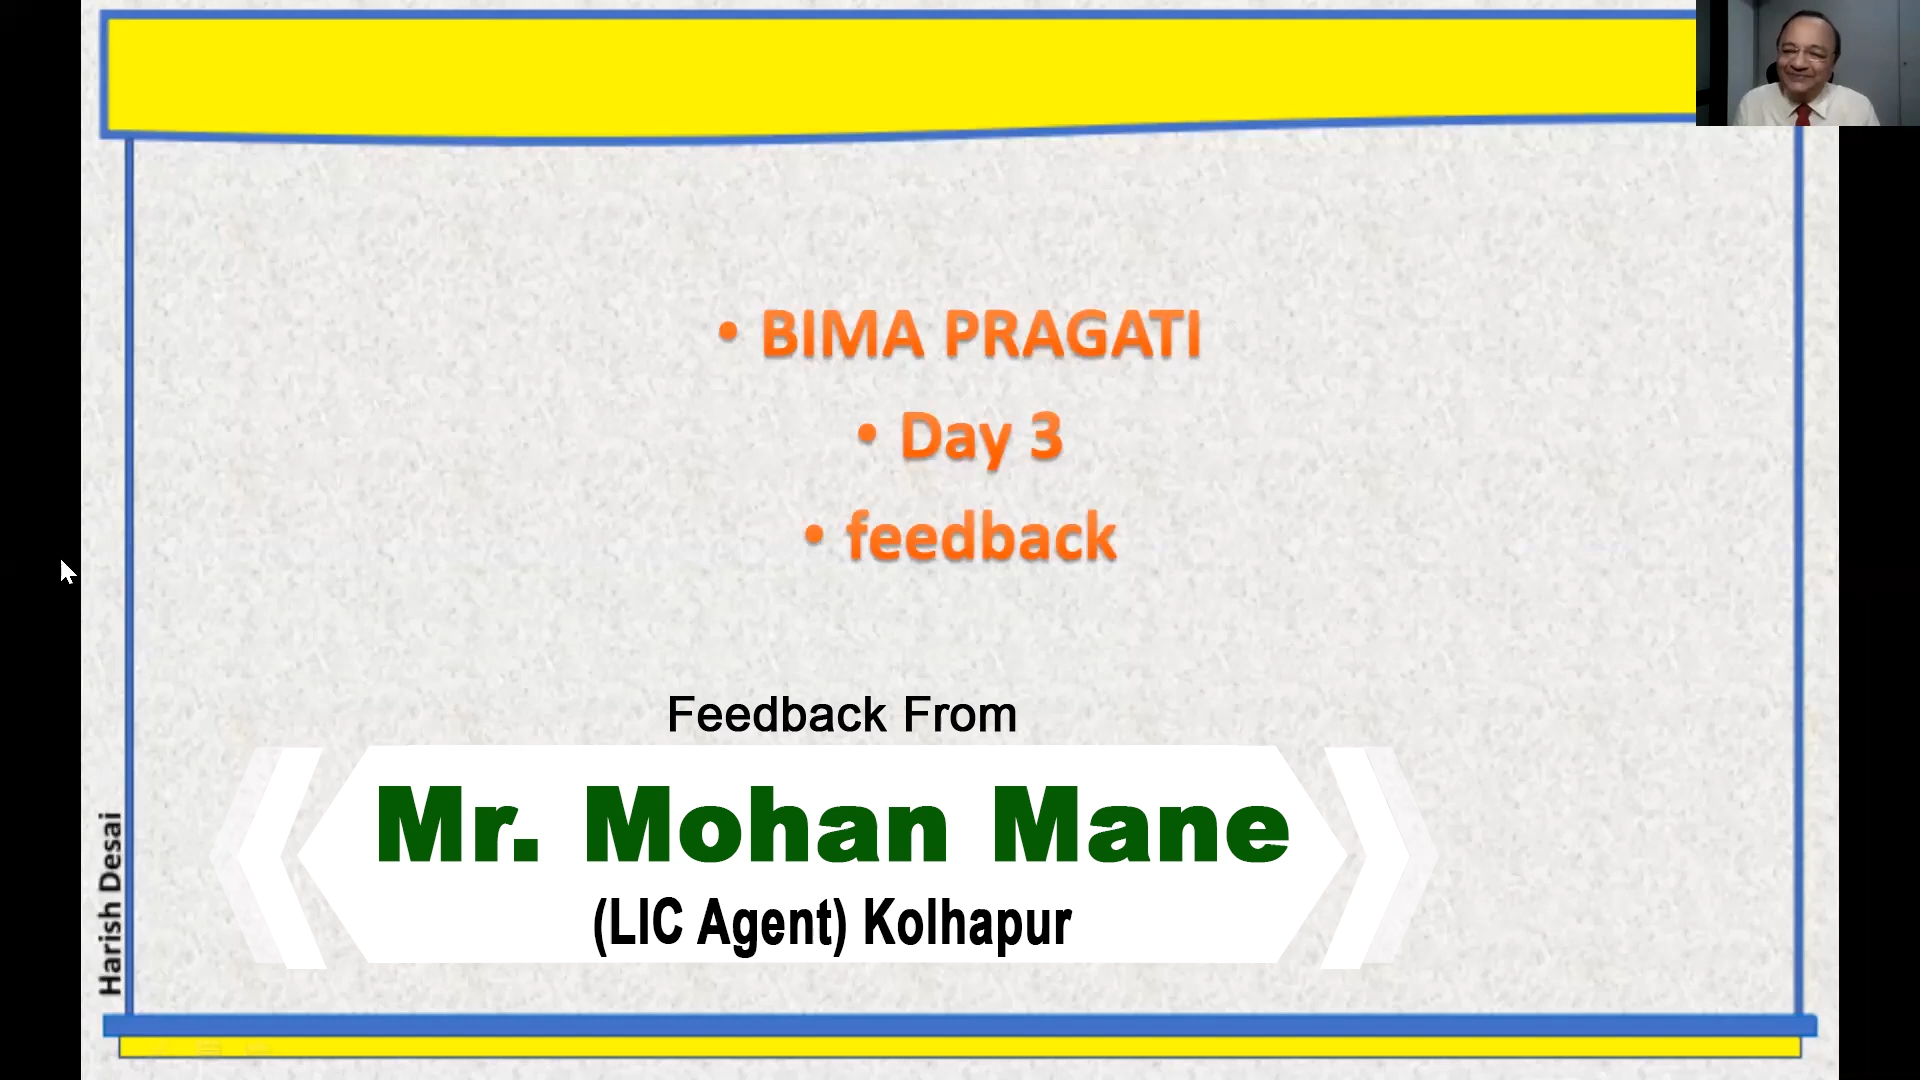 • BIMA PRAGATI
• Day 3
• feedback
Feedback From
Mr. Mohan Mane
(LIC Agent) Kolhapur
Harish Desai